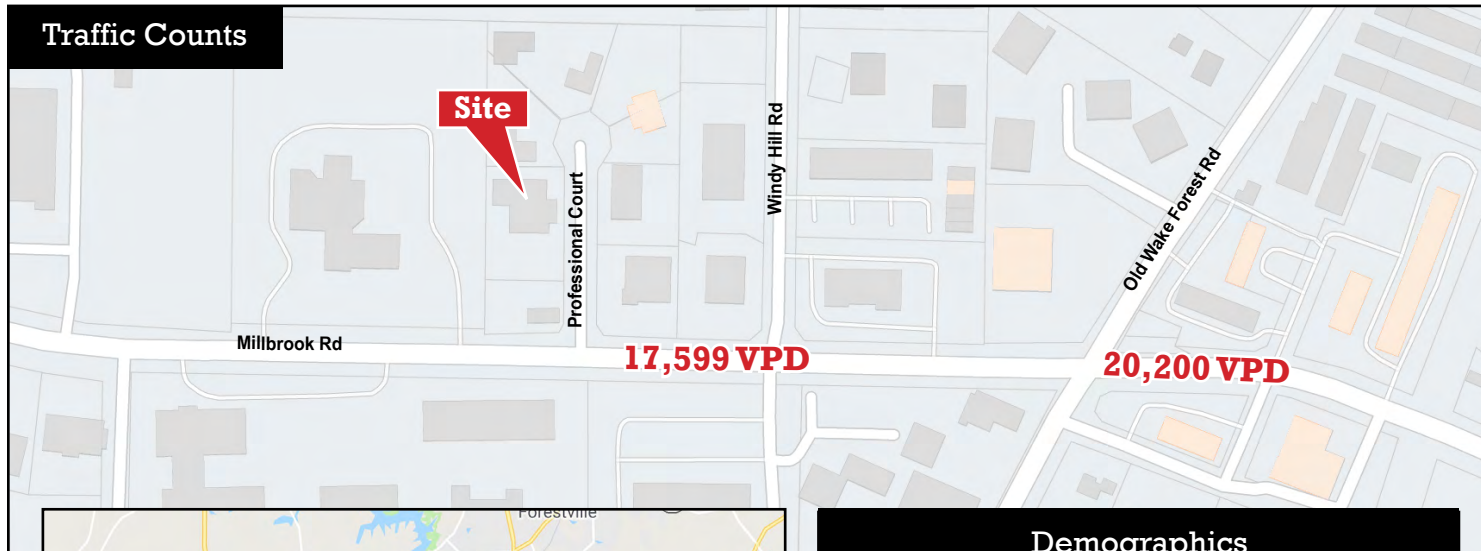 Traffic Counts
Site
Windy Hill Rd
Professional Court
Old Wake Forest Rd
Millbrook Rd
17,599 VPD
20,200 VPD
Forestville
Demographics